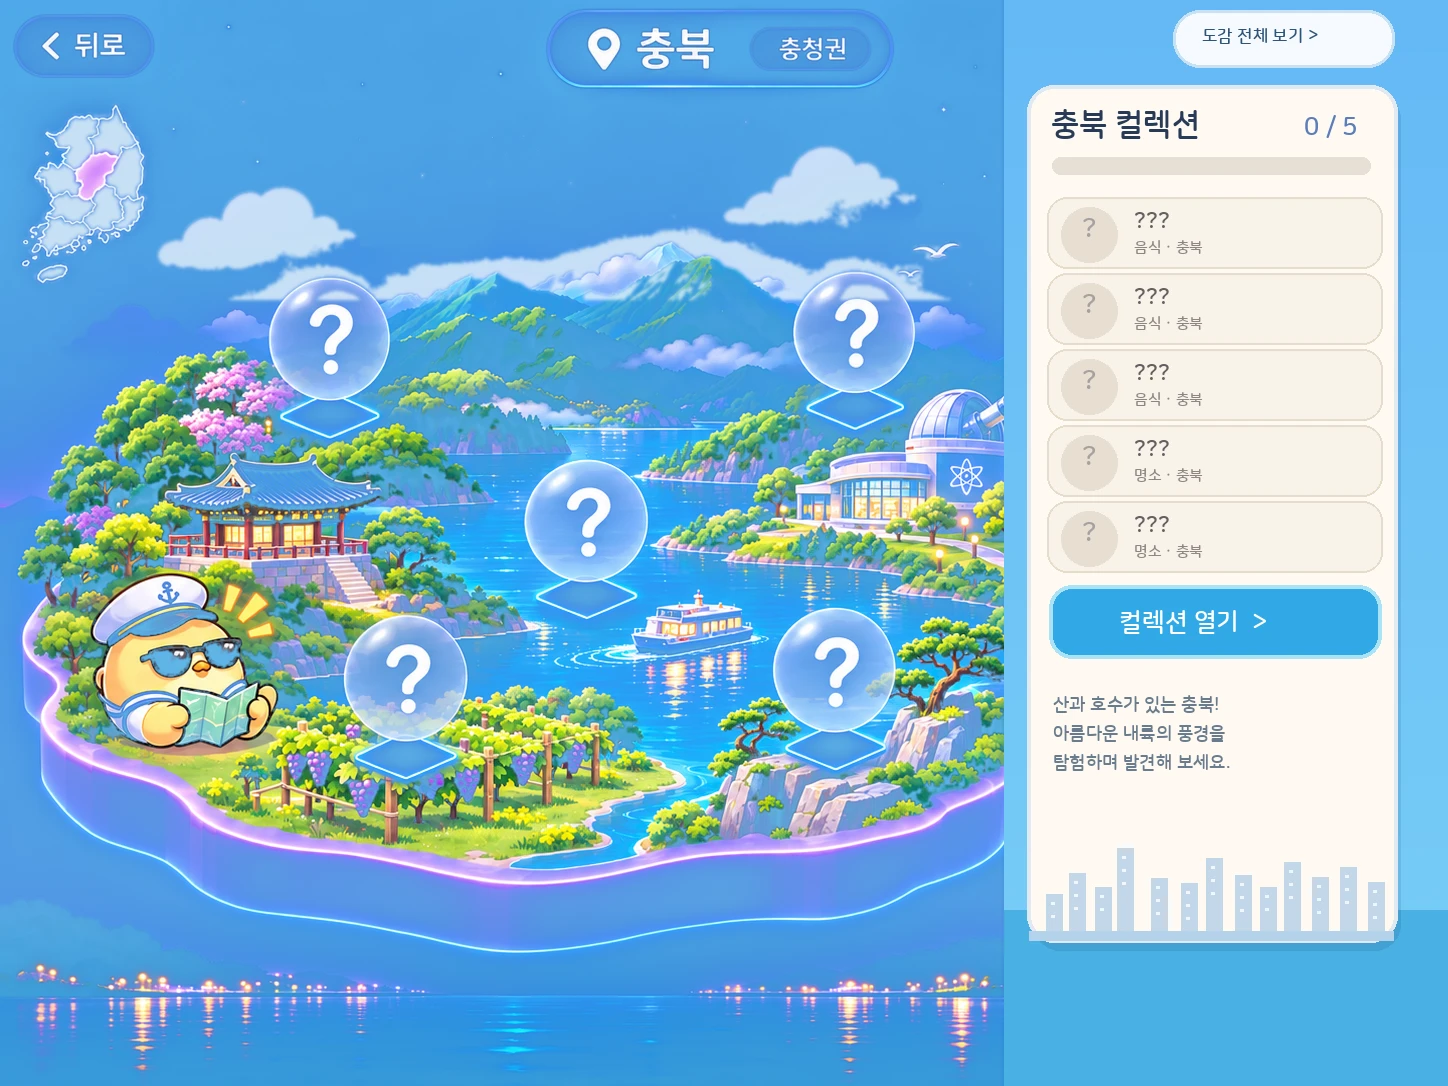 뒤로
충북
충청권
?
?
?
?
?
도감 전체 보기 >
충북 컬렉션
0 / 5
?
???
음식 · 충북
?
???
음식 · 충북
?
???
음식 · 충북
?
???
명소 · 충북
?
???
명소 · 충북
컬렉션 열기 >
산과 호수가 있는 충북!
아름다운 내륙의 풍경을
탐험하며 발견해 보세요.